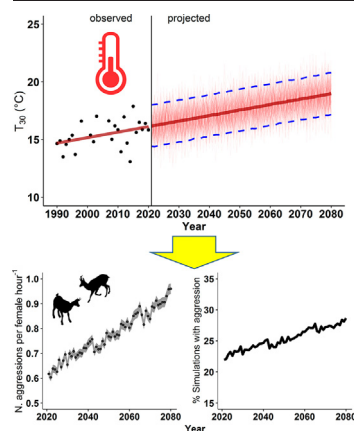 observed projected
25
20
15
10
T30 (°C)
1990 2000 2010 2020 2030 2040 2050 2060 2070 2080
Year
N. aggressions per female hour-1
1.0
0.9
0.8
0.7
0.6
0.5
2020 2040 2060 2080
% Simulations with aggression
35
30
25
20
15
2020 2040 2060 2080
Year